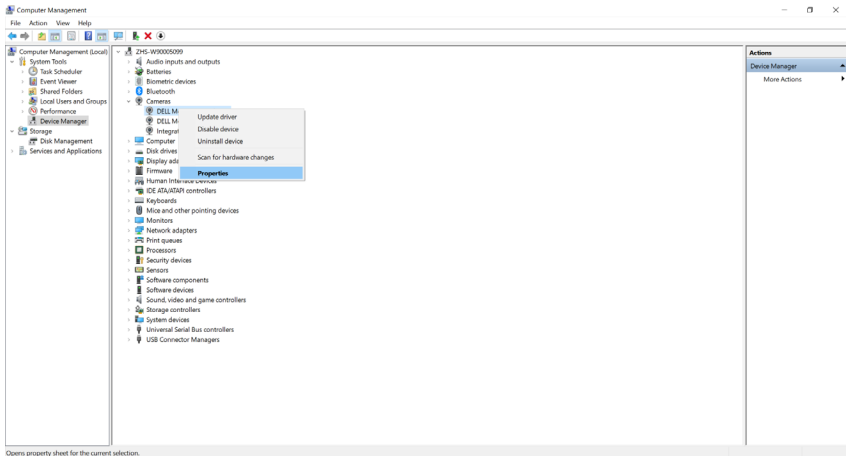 Computer Management
File Action View Help
Computer Management (Local)
System Tools
Task Scheduler
Event Viewer
Shared Folders
Local Users and Groups
Performance
Device Manager
Storage
Disk Management
Services and Applications
ZHS-W90005099
Audio inputs and outputs
Batteries
Biometric devices
Bluetooth
Cameras
DELL M
DELL M
Integrat
Computer
Disk drives
Display ada
Firmware
Human Interface Devices
IDE ATA/ATAPI controllers
Keyboards
Mice and other pointing devices
Monitors
Network adapters
Print queues
Processors
Security devices
Sensors
Software components
Software devices
Sound, video and game controllers
Storage controllers
System devices
Universal Serial Bus controllers
USB Connector Managers
Update driver
Disable device
Uninstall device
Scan for hardware changes
Properties
Actions
Device Manager
More Actions
Opens property sheet for the current selection.